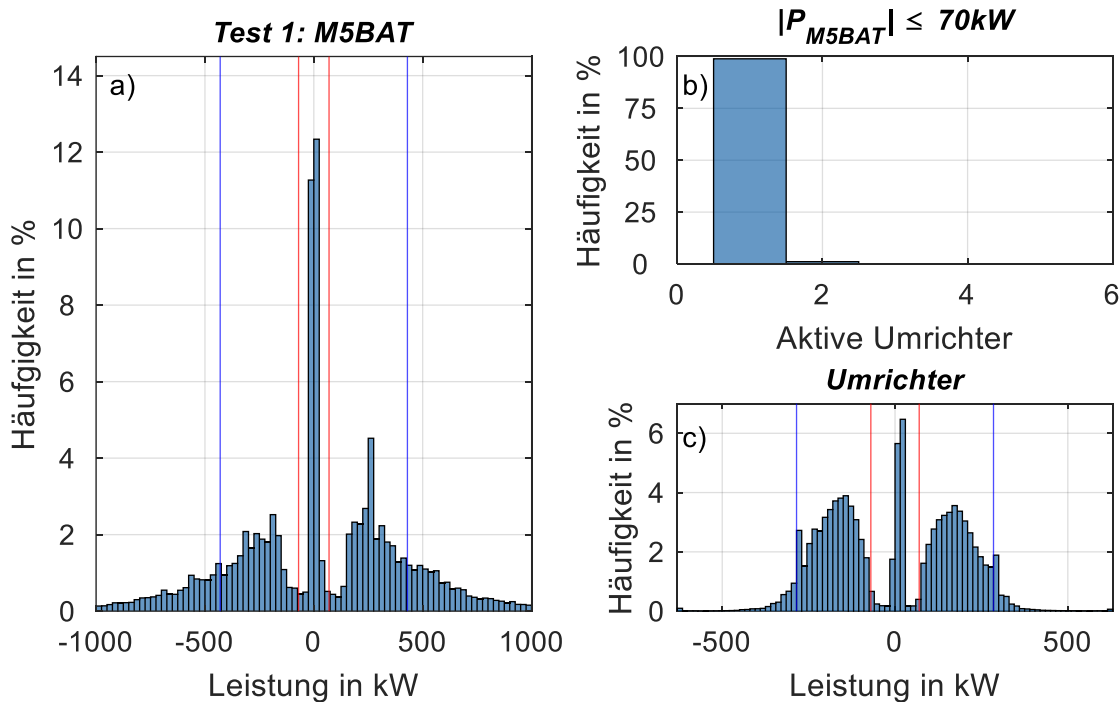 Test 1: M5BAT
a)
14
12
10
8
6
4
2
0
Häufgigkeit in %
-1000 -500 0 500 1000
Leistung in kW
|P_M5BAT| ≤ 70kW
b)
100
75
50
25
0
Häufigkeit in %
0 2 4 6
Aktive Umrichter
Umrichter
c)
6
4
2
0
Häufigkeit in %
-500 0 500
Leistung in kW